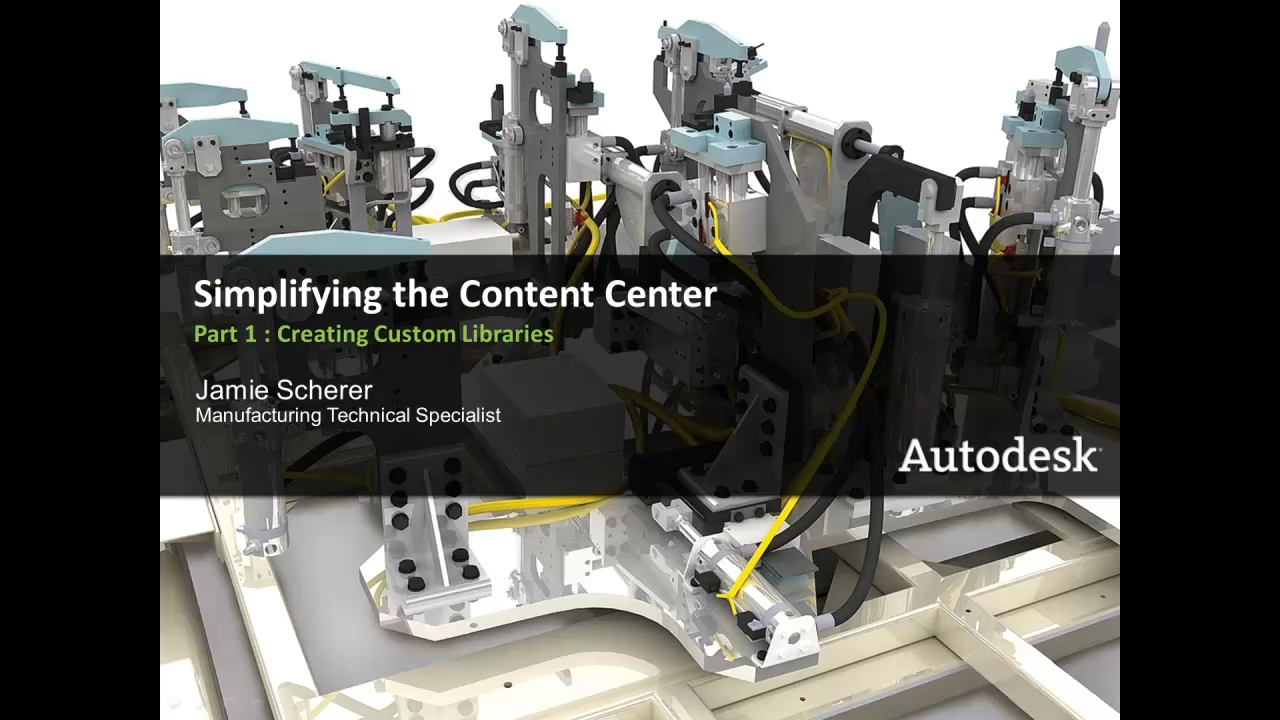 Simplifying the Content Center
Part 1 : Creating Custom Libraries
Jamie Scherer
Manufacturing Technical Specialist
Autodesk